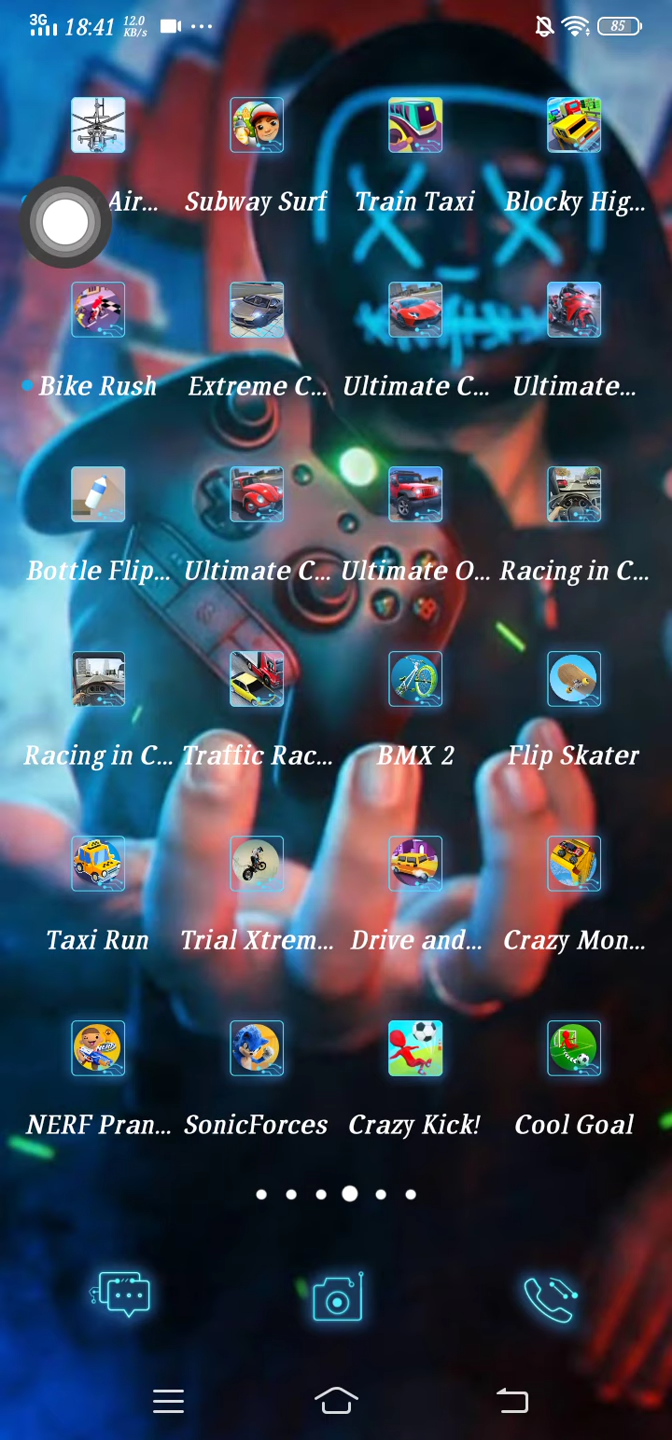 3G 18:41 12.0 KB/s 85
Air... Subway Surf Train Taxi Blocky Hig...
Bike Rush Extreme C... Ultimate C... Ultimate...
Bottle Flip... Ultimate C... Ultimate O... Racing in C...
Racing in C... Traffic Rac... BMX 2 Flip Skater
Taxi Run Trial Xtrem... Drive and... Crazy Mon...
NERF Pran... SonicForces Crazy Kick! Cool Goal